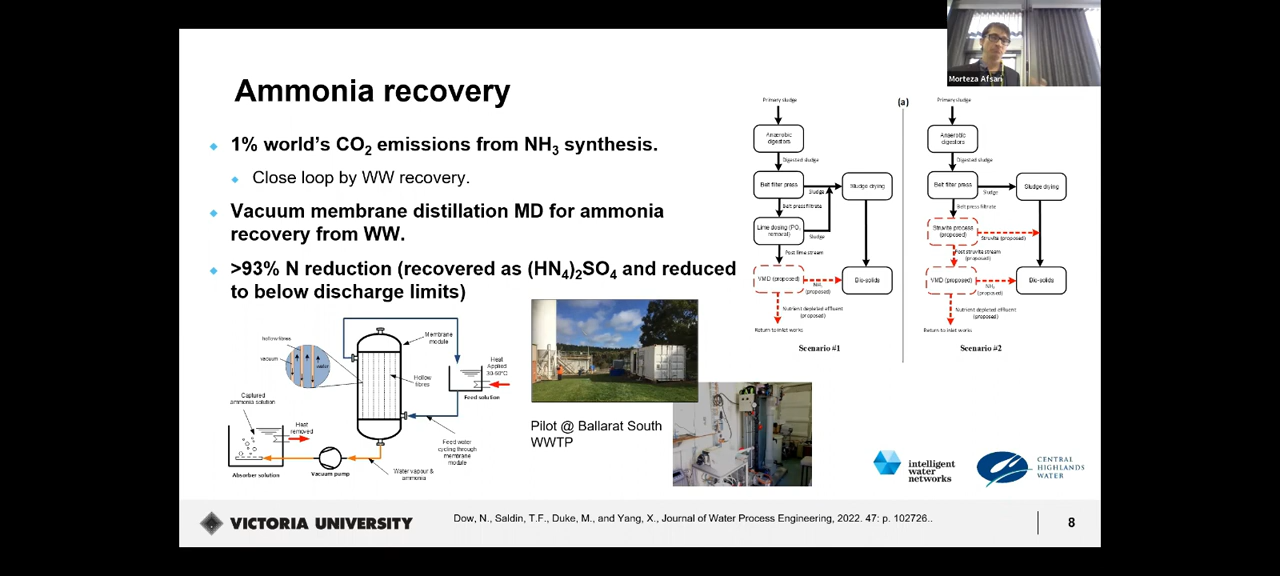 Morteza Afsari
Ammonia recovery
1% world's CO2 emissions from NH3 synthesis.
Close loop by WW recovery.
Vacuum membrane distillation MD for ammonia
recovery from WW.
>93% N reduction (recovered as (HN4)2SO4 and reduced
to below discharge limits)
hollow fibres
vacuum
water
Membrane
module
Hollow
fibres
Heat
Applied
30-60°C
Feed solution
Captured
ammonia solution
Heat
removed
Absorber solution
Vacuum pump
Water vapour &
ammonia
Feed water
cycling through
membrane
module
Pilot @ Ballarat South
WWTP
(a)
Primary sludge
Anaerobic
digestors
Digested sludge
Belt filter press
Sludge
Sludge drying
Belt press filtrate
Lime dosing (PO4
removal)
Sludge
Post lime stream
VMD (proposed)
NH3
(proposed)
Bio-solids
Nutrient depleted effluent
(proposed)
Return to inlet works
Scenario #1
Primary sludge
Anaerobic
digestors
Digested sludge
Belt filter press
Sludge
Sludge drying
Belt press filtrate
Struvite process
(proposed)
Struvite (proposed)
Post struvite stream
(proposed)
VMD (proposed)
NH3
(proposed)
Bio-solids
Nutrient depleted effluent
(proposed)
Return to inlet works
Scenario #2
intelligent
water
networks
CENTRAL
HIGHLANDS
WATER
VICTORIA UNIVERSITY
Dow, N., Saldin, T.F., Duke, M., and Yang, X., Journal of Water Process Engineering, 2022. 47: p. 102726..
8